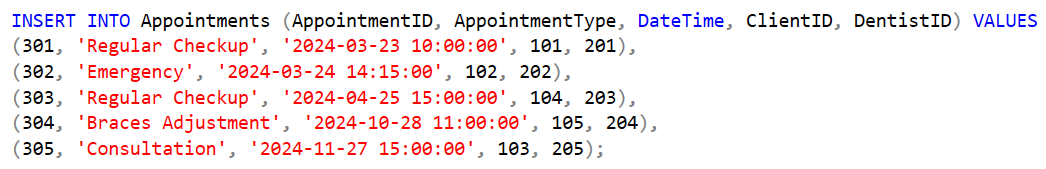 INSERT INTO Appointments (AppointmentID, AppointmentType, DateTime, ClientID, DentistID) VALUES
(301, 'Regular Checkup', '2024-03-23 10:00:00', 101, 201),
(302, 'Emergency', '2024-03-24 14:15:00', 102, 202),
(303, 'Regular Checkup', '2024-04-25 15:00:00', 104, 203),
(304, 'Braces Adjustment', '2024-10-28 11:00:00', 105, 204),
(305, 'Consultation', '2024-11-27 15:00:00', 103, 205);